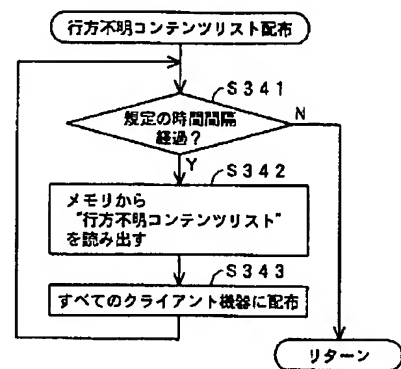 行方不明コンテンツリスト配布
S341
規定の時間間隔
経過?
N
Y
S342
メモリから
"行方不明コンテンツリスト"
を読み出す
S343
すべてのクライアント機器に配布
リターン